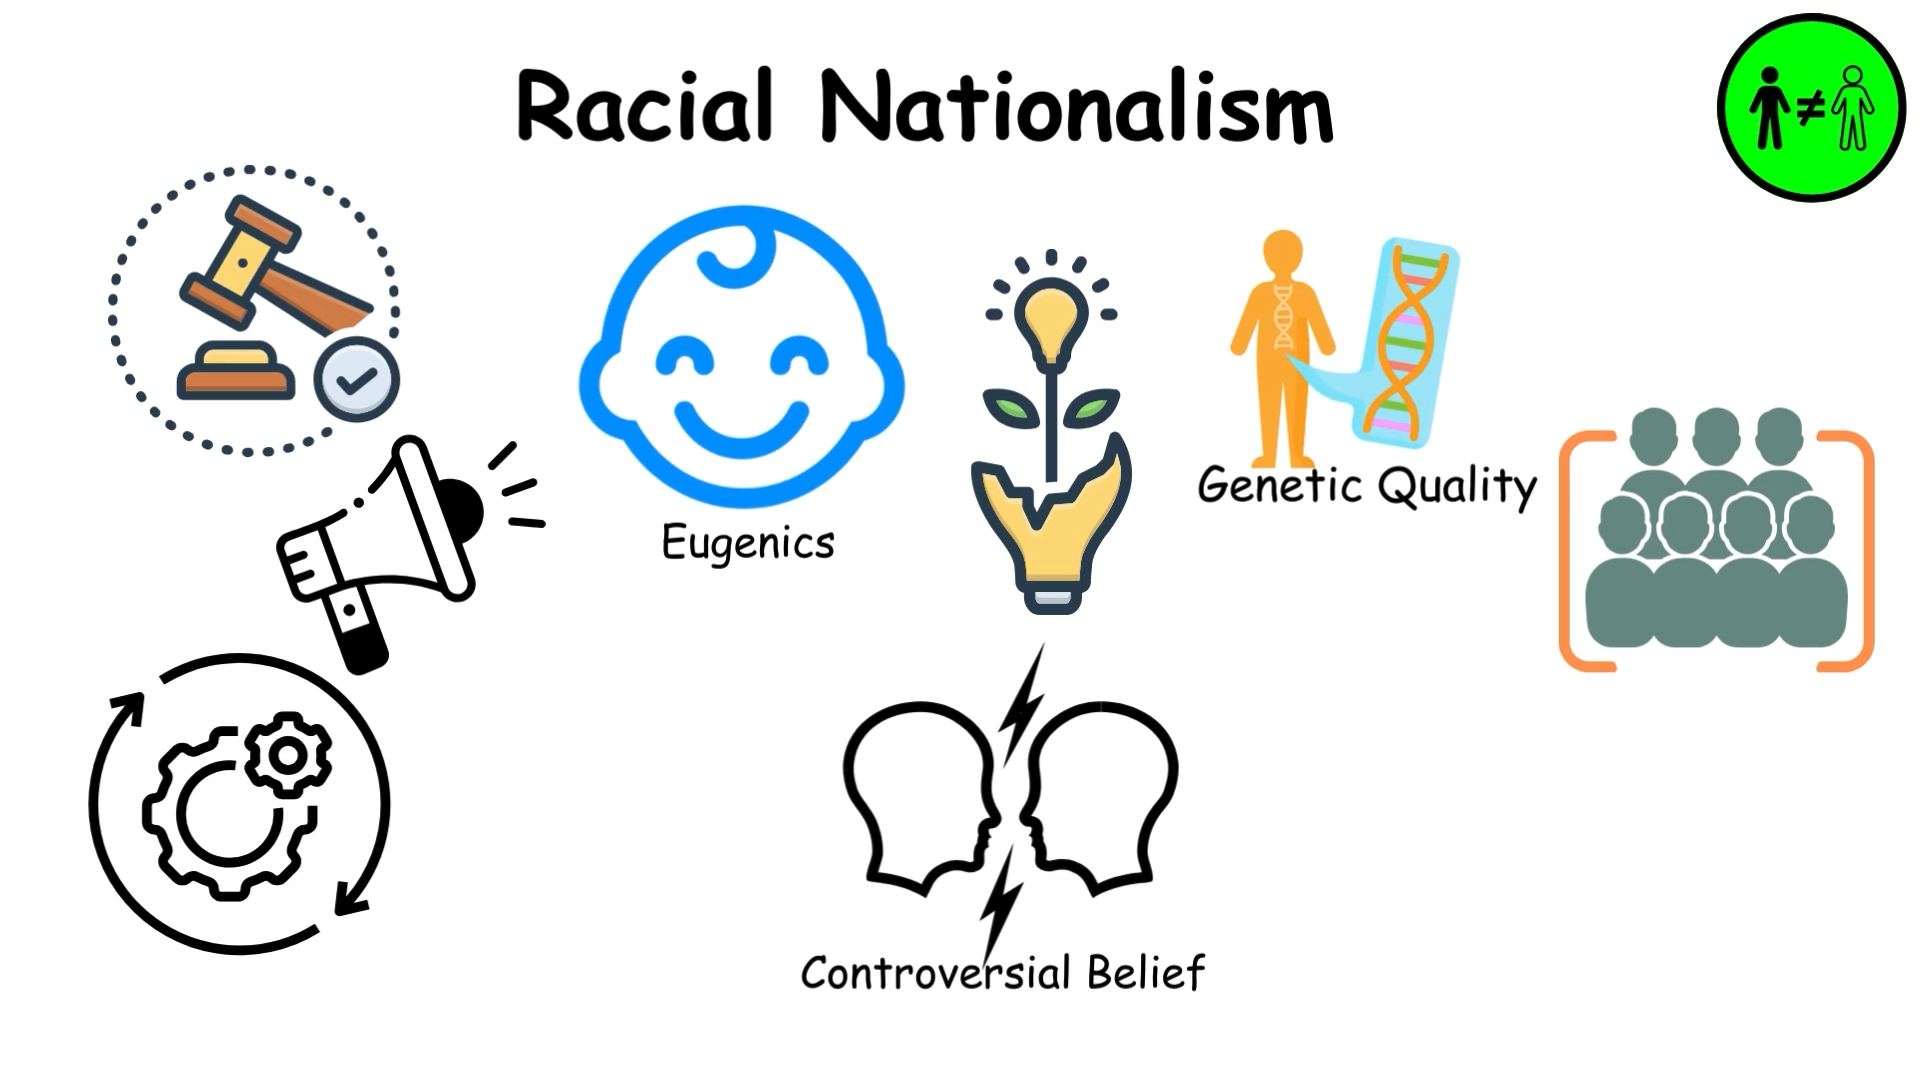 Racial Nationalism
≠
Eugenics
Genetic Quality
Controversial Belief